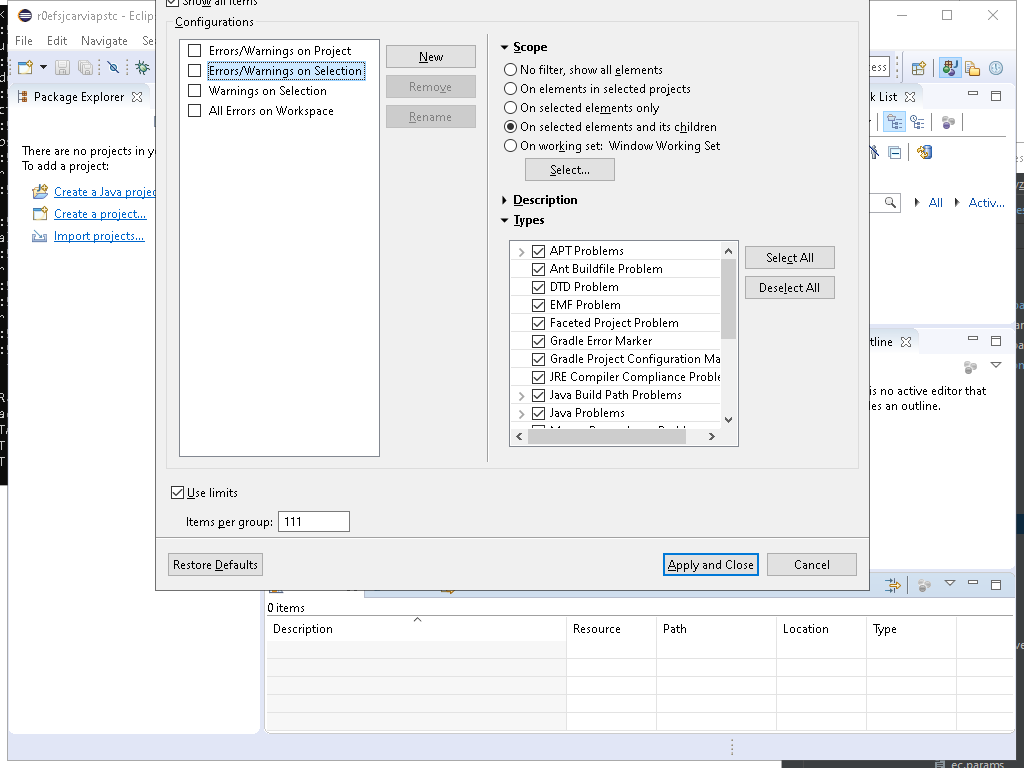 r0efsjcarviapstc - Eclip
Show all items
File Edit Navigate Se
Configurations
Errors/Warnings on Project
Errors/Warnings on Selection
Warnings on Selection
All Errors on Workspace
New
Remove
Rename
Scope
No filter, show all elements
On elements in selected projects
On selected elements only
On selected elements and its children
On working set: Window Working Set
Select...
Description
Types
APT Problems
Ant Buildfile Problem
DTD Problem
EMF Problem
Faceted Project Problem
Gradle Error Marker
Gradle Project Configuration Ma
JRE Compiler Compliance Proble
Java Build Path Problems
Java Problems
Select All
Deselect All
Use limits
Items per group: 111
Restore Defaults
Apply and Close
Cancel
Package Explorer
There are no projects in yo
To add a project:
Create a Java projec
Create a project...
Import projects...
ess
k List
All Activ...
tline
is no active editor that
les an outline.
0 items
Description Resource Path Location Type
ec.params